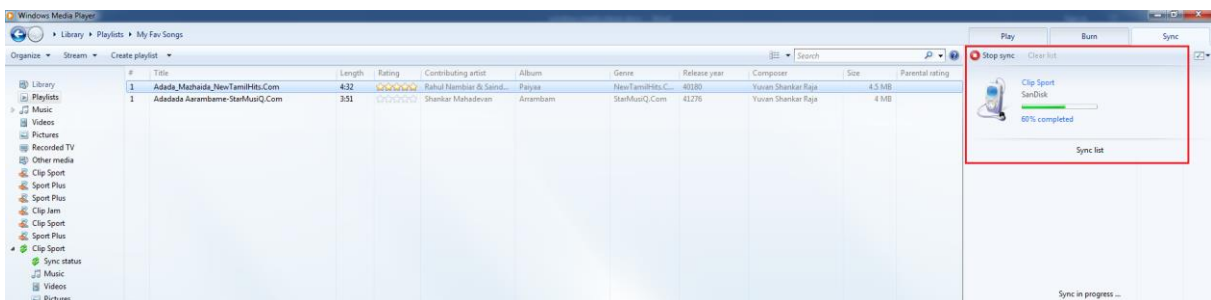 Windows Media Player
Library Playlists My Fav Songs
Play Burn Sync
Organize Stream Create playlist Search
Stop sync Clear list
# Title Length Rating Contributing artist Album Genre Release year Composer Size Parental rating
1 Adada_Mazhaida_NewTamilHits.Com 4:32 Rahul Nambiar & Saind... Paiyaa NewTamilHits.C... 40180 Yuvan Shankar Raja 4.5 MB
1 Adadada Aarambame-StarMusiQ.Com 3:51 Shankar Mahadevan Arrambam StarMusiQ.Com 41276 Yuvan Shankar Raja 4 MB
Library
Playlists
Music
Videos
Pictures
Recorded TV
Other media
Clip Sport
Sport Plus
Sport Plus
Clip Jam
Clip Sport
Sport Plus
Clip Sport
Sync status
Music
Videos
Pictures
Clip Sport
SanDisk
60% completed
Sync list
Sync in progress ...